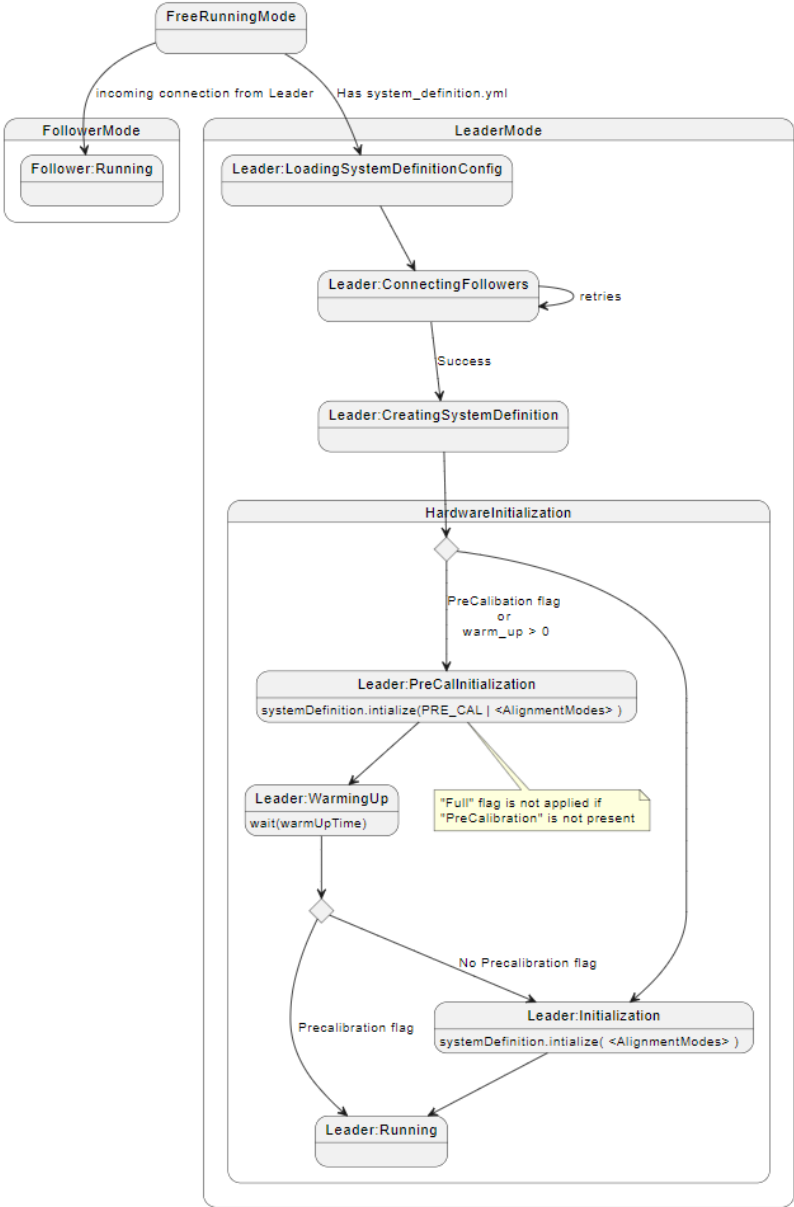 FreeRunningMode
incoming connection from Leader
Has system_definition.yml
FollowerMode
LeaderMode
Follower:Running
Leader:LoadingSystemDefinitionConfig
Leader:ConnectingFollowers
retries
Success
Leader:CreatingSystemDefinition
HardwareInitialization
PreCalibation flag
or
warm_up > 0
Leader:PreCalInitialization
systemDefinition.intialize(PRE_CAL | <AlignmentModes> )
Leader:WarmingUp
wait(warmUpTime)
"Full" flag is not applied if
"PreCalibration" is not present
No Precalibration flag
Precalibration flag
Leader:Initialization
systemDefinition.intialize( <AlignmentModes> )
Leader:Running